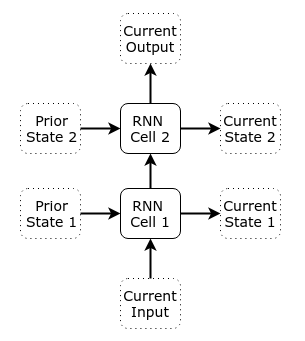 Current
Output
Prior
State 2
RNN
Cell 2
Current
State 2
Prior
State 1
RNN
Cell 1
Current
State 1
Current
Input